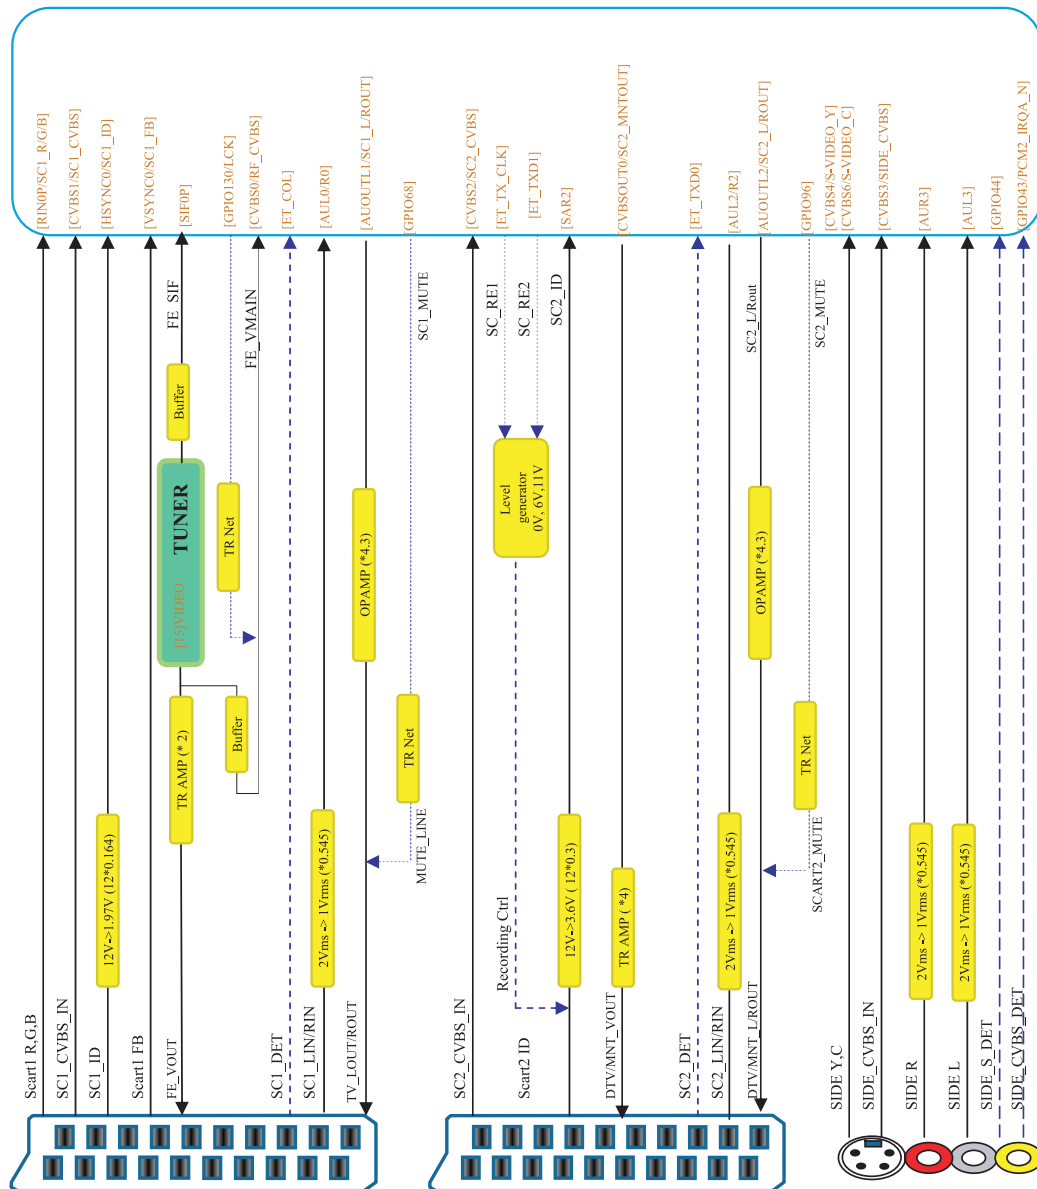 [RIN0P/SC1_R/G/B]
[CVBS1/SC1_CVBS]
[HSYNC0/SC1_ID]
[VSYNC0/SC1_FB]
[SIF0P]
[GPIO130/LCK]
[CVBS0/RF_CVBS]
[ET_COL]
[AUL0/R0]
[AUOUTL1/SC1_L/ROUT]
[GPIO68]
[CVBS2/SC2_CVBS]
[ET_TX_CLK]
[ET_TXD1]
[SAR2]
[CVBSOUT0/SC2_MNTOUT]
[ET_TXD0]
[AUL2/R2]
[AUOUTL2/SC2_L/ROUT]
[GPIO96]
[CVBS4/S-VIDEO_Y]
[CVBS6/S-VIDEO_C]
[CVBS3/SIDE_CVBS]
[AUR3]
[AUL3]
[GPIO44]
[GPIO43/PCM2_IRQA_N]
FE_SIF
FE_VMAIN
SC1_MUTE
SC_RE1
SC_RE2
SC2_ID
SC2_L/Rout
SC2_MUTE
Buffer
TUNER
[15]VIDEO
TR Net
OPAMP (*4.3)
Level
generator
0V, 6V,11V
OPAMP (*4.3)
TR AMP (* 2)
Buffer
TR Net
TR Net
MUTE_LINE
SCART2_MUTE
12V->1.97V (12*0.164)
2Vms -> 1Vrms (*0.545)
Recording Ctrl
12V->3.6V ( 12*0.3)
TR AMP ( *4)
2Vms -> 1Vrms (*0.545)
2Vms -> 1Vrms (*0.545)
2Vms -> 1Vrms (*0.545)
Scart1 R,G,B
SC1_CVBS_IN
SC1_ID
Scart1 FB
FE_VOUT
SC1_DET
SC1_LIN/RIN
TV_LOUT/ROUT
SC2_CVBS_IN
Scart2 ID
DTV/MNT_VOUT
SC2_DET
SC2_LIN/RIN
DTV/MNT_L/ROUT
SIDE Y,C
SIDE_CVBS_IN
SIDE R
SIDE L
SIDE_S_DET
SIDE_CVBS_DET